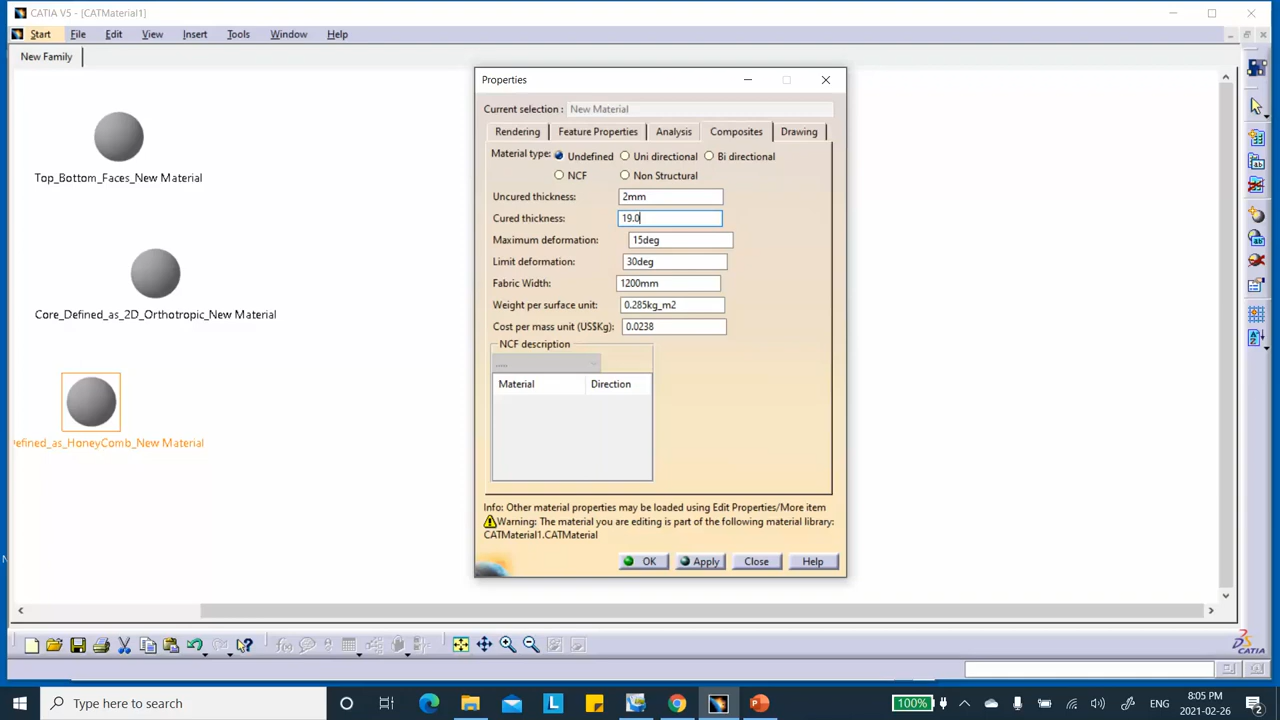 CATIA V5 - [CATMaterial1]
Start File Edit View Insert Tools Window Help
New Family
Properties
Current selection : New Material
Rendering Feature Properties Analysis Composites Drawing
Material type: Undefined Uni directional Bi directional
NCF Non Structural
Uncured thickness: 2mm
Cured thickness: 19.0
Maximum deformation: 15deg
Limit deformation: 30deg
Fabric Width: 1200mm
Weight per surface unit: 0.285kg_m2
Cost per mass unit (US$Kg): 0.0238
NCF description
....
Material Direction
Info: Other material properties may be loaded using Edit Properties/More item
Warning: The material you are editing is part of the following material library:
CATMaterial1.CATMaterial
OK Apply Close Help
Top_Bottom_Faces_New Material
Core_Defined_as_2D_Orthotropic_New Material
efined_as_HoneyComb_New Material
CATIA
Type here to search
100%
ENG
8:05 PM
2021-02-26
2